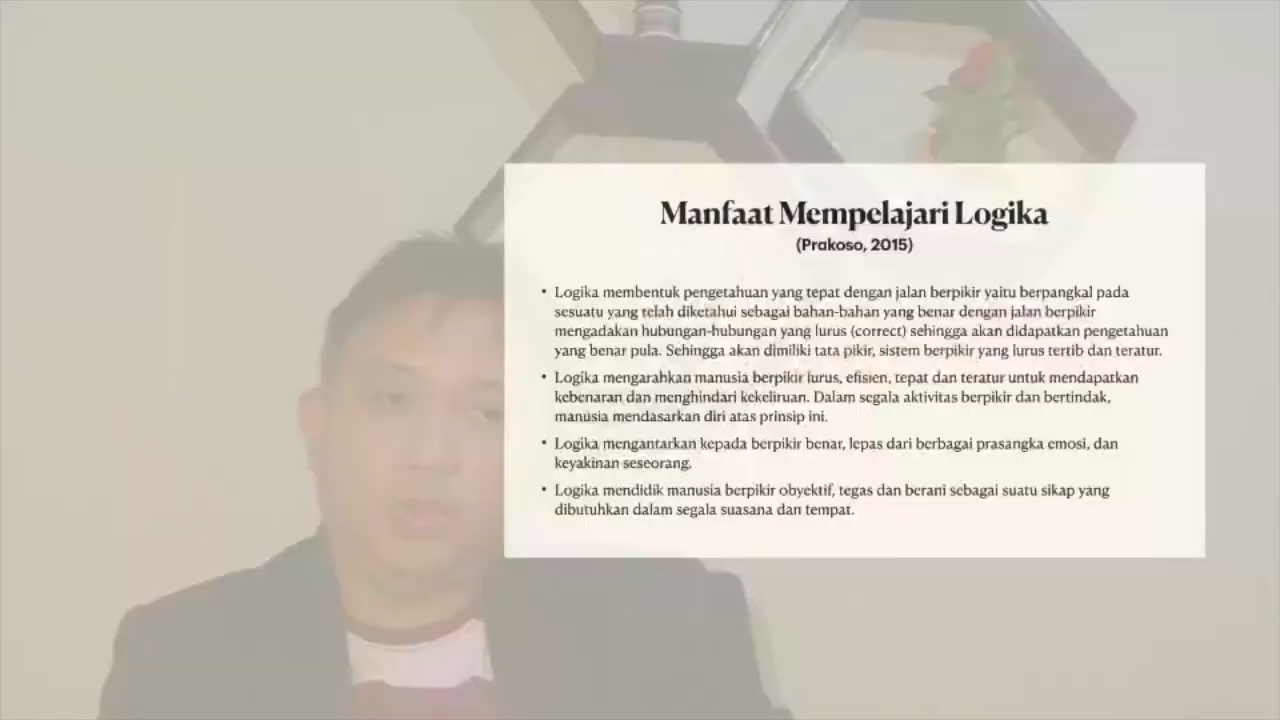 Manfaat Mempelajari Logika
(Prakoso, 2015)
• Logika membentuk pengetahuan yang tepat dengan jalan berpikir yaitu berpangkal pada
sesuatu yang telah diketahui sebagai bahan-bahan yang benar dengan jalan berpikir
mengadakan hubungan-hubungan yang lurus (correct) sehingga akan didapatkan pengetahuan
yang benar pula. Sehingga akan dimiliki tata pikir, sistem berpikir yang lurus tertib dan teratur.
• Logika mengarahkan manusia berpikir lurus, efisien, tepat dan teratur untuk mendapatkan
kebenaran dan menghindari kekeliruan. Dalam segala aktivitas berpikir dan bertindak,
manusia mendasarkan diri atas prinsip ini.
• Logika mengantarkan kepada berpikir benar, lepas dari berbagai prasangka emosi, dan
keyakinan seseorang.
• Logika mendidik manusia berpikir obyektif, tegas dan berani sebagai suatu sikap yang
dibutuhkan dalam segala suasana dan tempat.